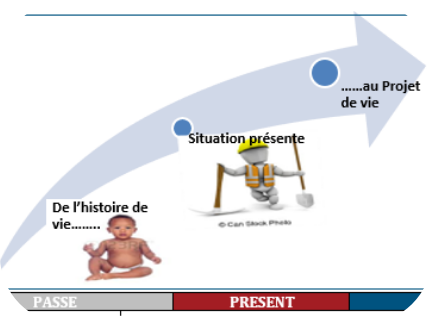 ......au Projet
de vie
Situation présente
De l'histoire de
vie........
© Can Stock Photo
PASSE
PRESENT